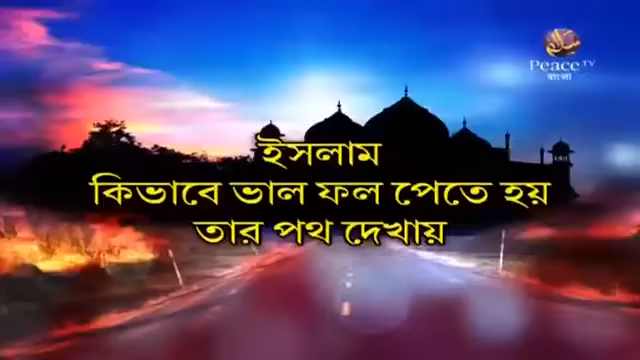 Peace TV
বাংলা
ইসলাম
কিভাবে ভাল ফল পেতে হয়
তার পথ দেখায়